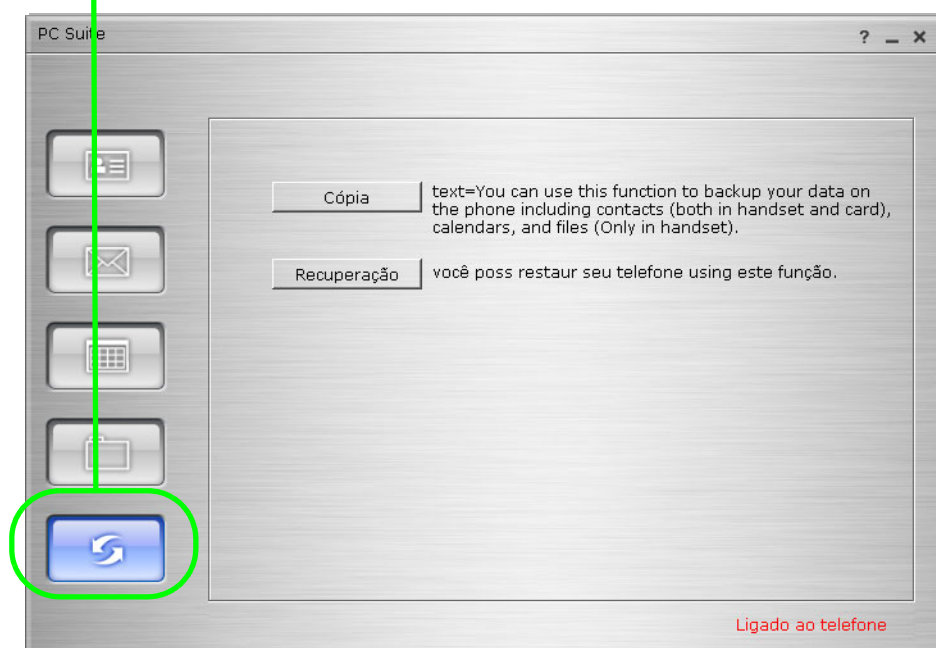 PC Suite
? _ ×
Cópia
text=You can use this function to backup your data on
the phone including contacts (both in handset and card),
calendars, and files (Only in handset).
Recuperação
você poss restaur seu telefone using este função.
Ligado ao telefone